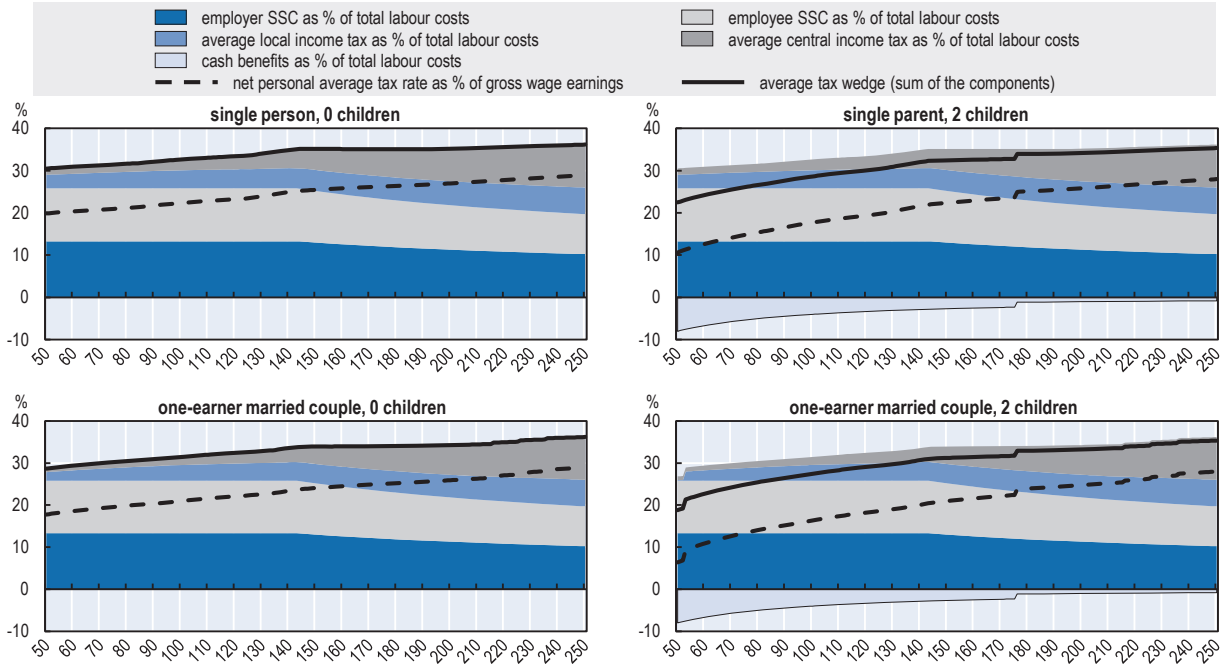 employer SSC as % of total labour costs
employee SSC as % of total labour costs
average local income tax as % of total labour costs
average central income tax as % of total labour costs
cash benefits as % of total labour costs
net personal average tax rate as % of gross wage earnings
average tax wedge (sum of the components)
%
single person, 0 children
40
30
20
10
0
-10
50 60 70 80 90 100 110 120 130 140 150 160 170 180 190 200 210 220 230 240 250
%
single parent, 2 children
40
30
20
10
0
-10
50 60 70 80 90 100 110 120 130 140 150 160 170 180 190 200 210 220 230 240 250
%
one-earner married couple, 0 children
40
30
20
10
0
-10
50 60 70 80 90 100 110 120 130 140 150 160 170 180 190 200 210 220 230 240 250
%
one-earner married couple, 2 children
40
30
20
10
0
-10
50 60 70 80 90 100 110 120 130 140 150 160 170 180 190 200 210 220 230 240 250